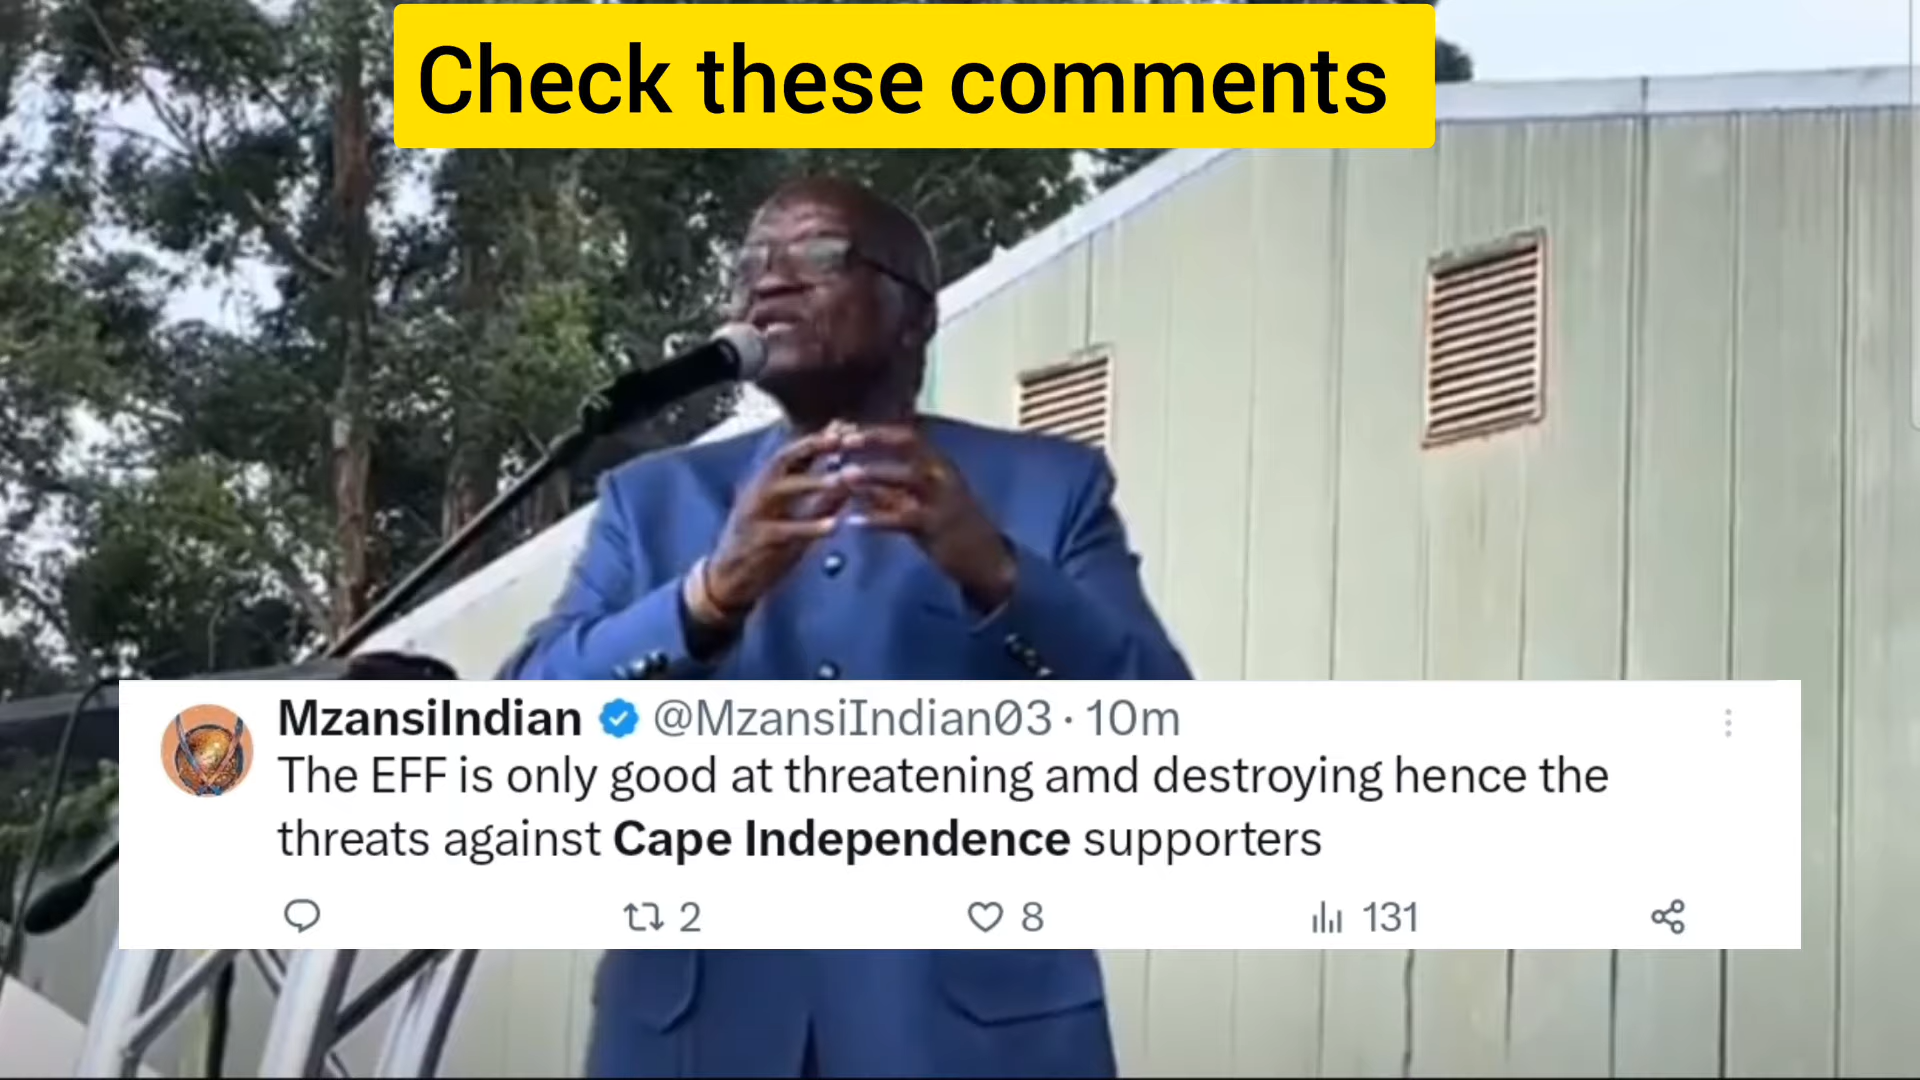 Check these comments
MzansiIndian @MzansiIndian03 · 10m
The EFF is only good at threatening amd destroying hence the
threats against Cape Independence supporters
2 8 131